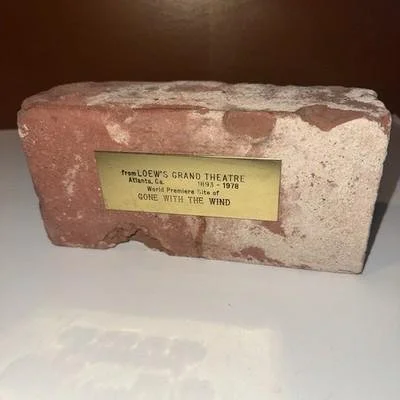 from LOEW'S GRAND THEATRE
Atlanta, Ga. 1893 - 1978
World Premiere Site of
GONE WITH THE WIND